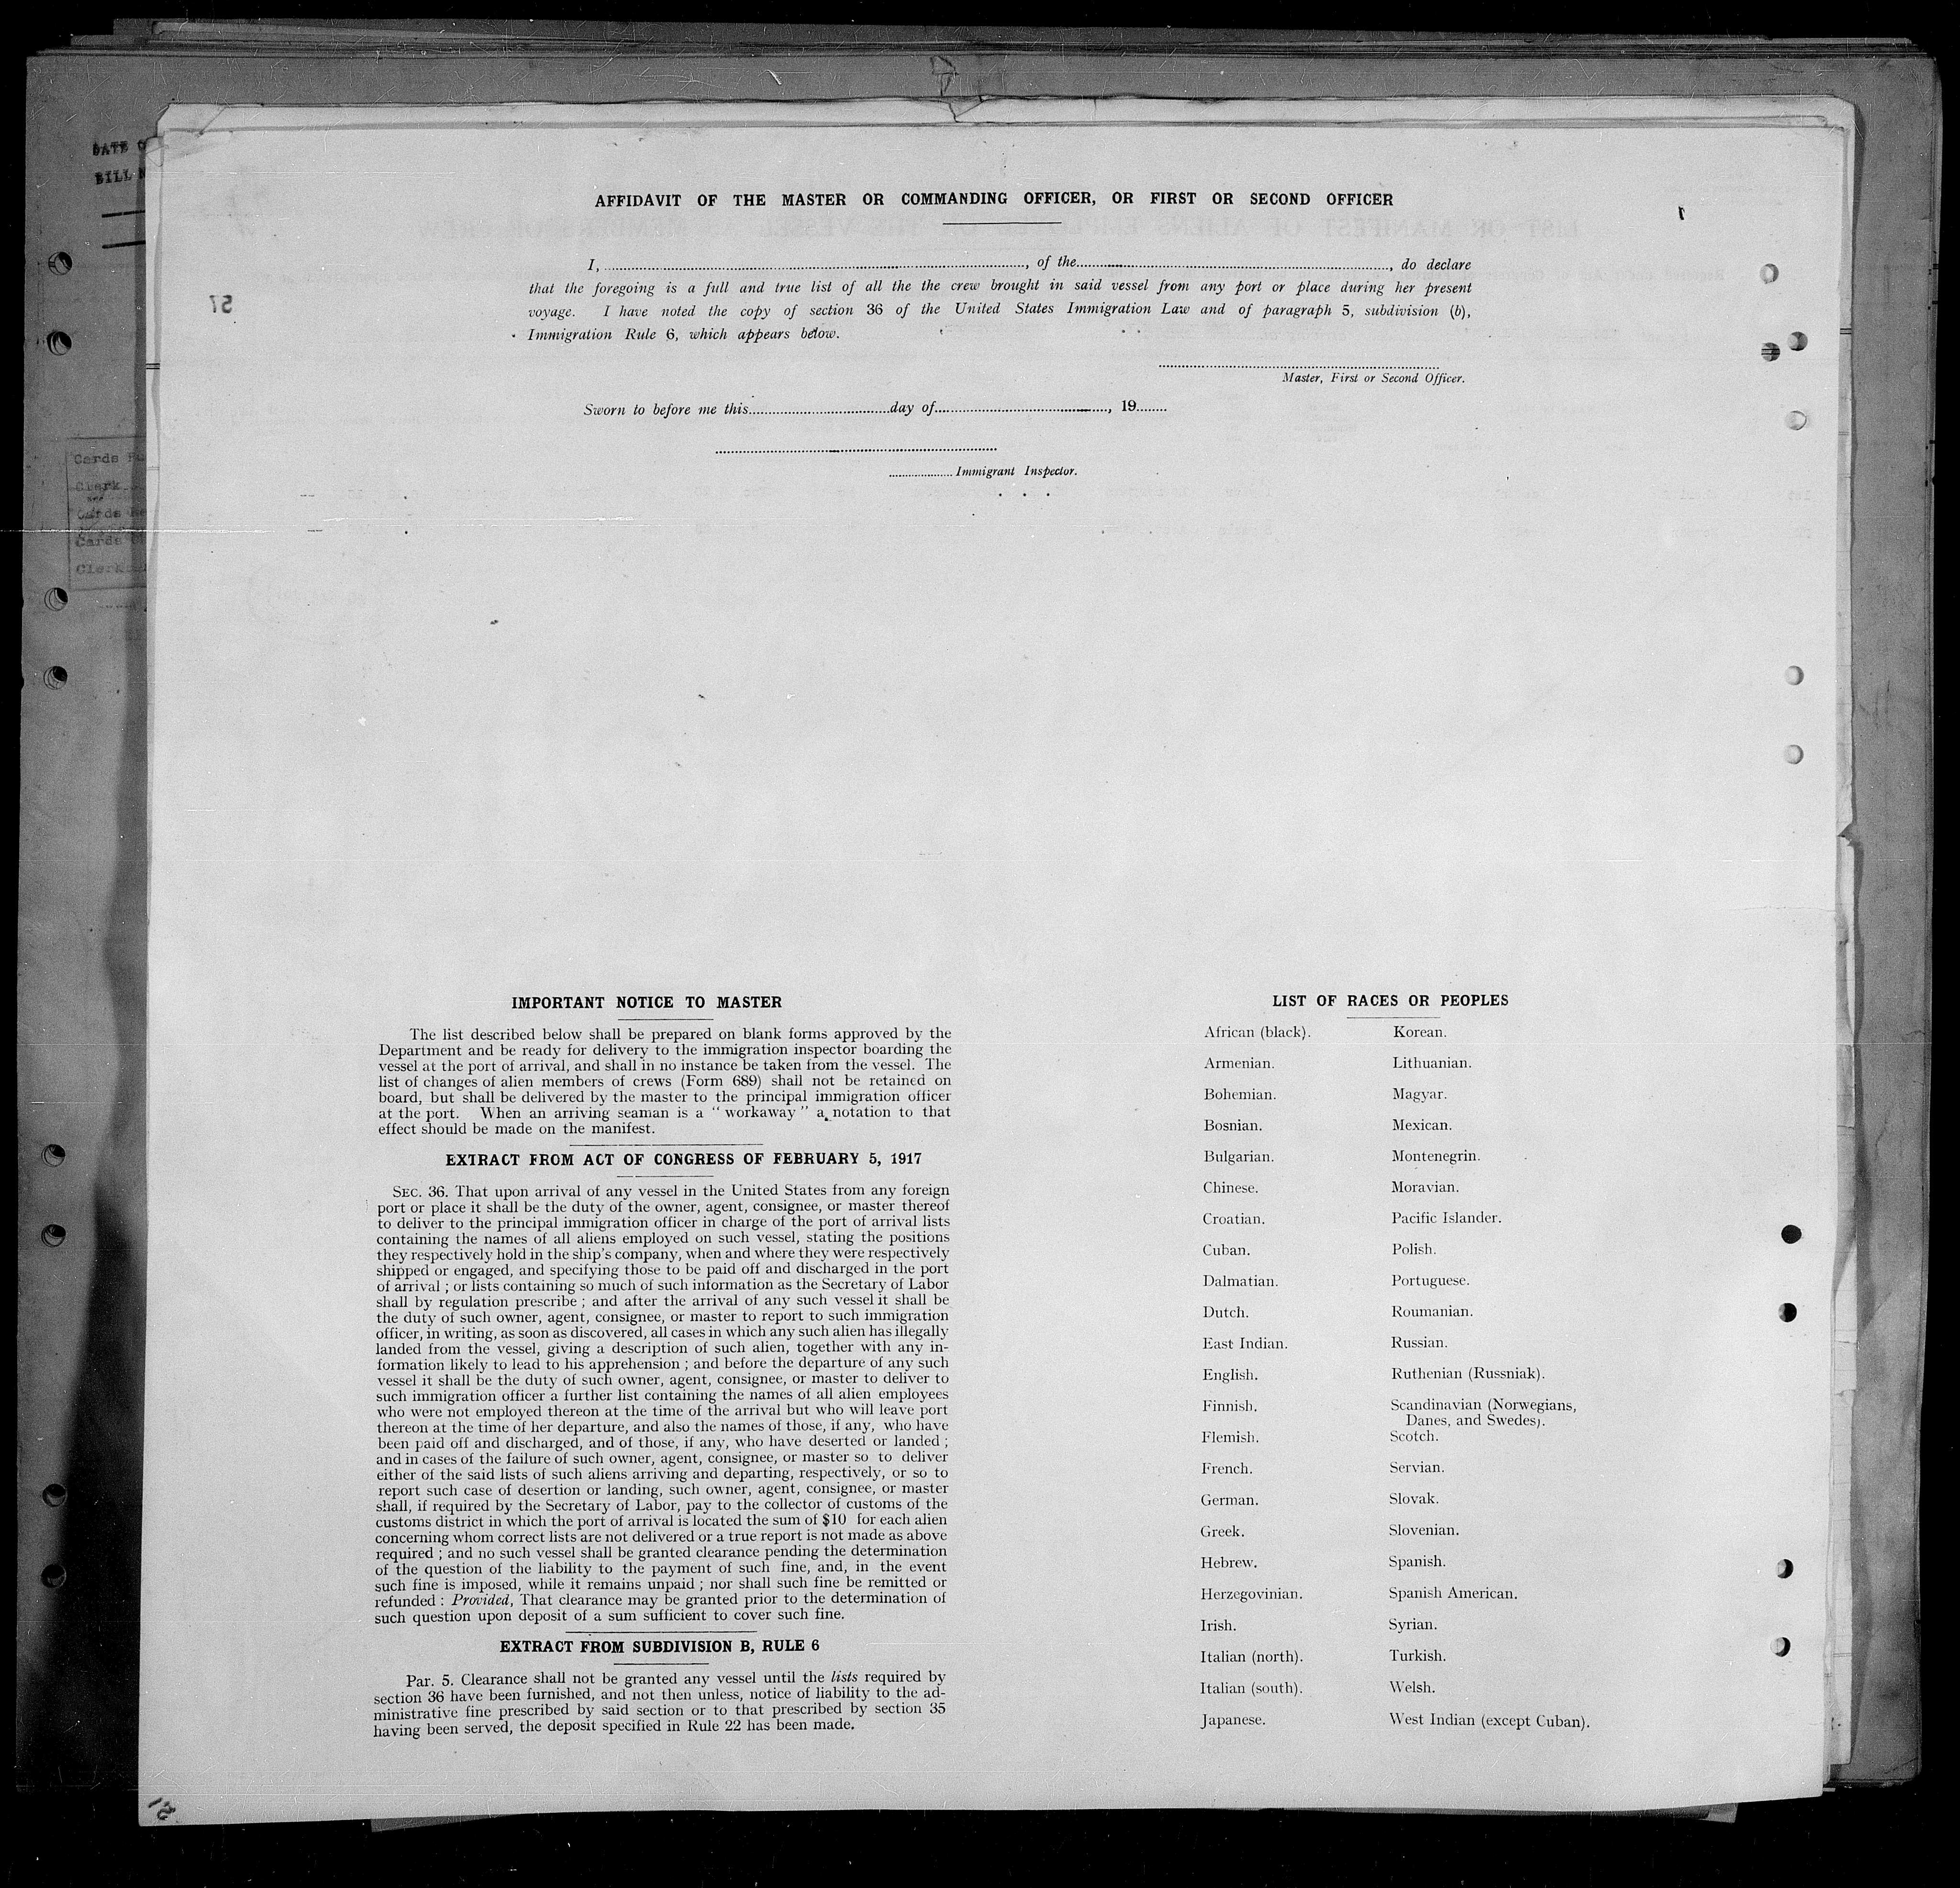 DATE
BILL
Cards
Clerk
Cards
Cards
Clerk
AFFIDAVIT OF THE MASTER OR COMMANDING OFFICER, OR FIRST OR SECOND OFFICER
LIST OR MANIFEST OF ALIENS EMPLOYED ON THE VESSEL AS MEMBERS OF CREW
57
I, ........................................, of the........................................, do declare
that the foregoing is a full and true list of all the the crew brought in said vessel from any port or place during her present
voyage. I have noted the copy of section 36 of the United States Immigration Law and of paragraph 5, subdivision (b),
Immigration Rule 6, which appears below.
Master, First or Second Officer.
Sworn to before me this....................day of........................., 19........
.................... Immigrant Inspector.
IMPORTANT NOTICE TO MASTER
The list described below shall be prepared on blank forms approved by the
Department and be ready for delivery to the immigration inspector boarding the
vessel at the port of arrival, and shall in no instance be taken from the vessel. The
list of changes of alien members of crews (Form 689) shall not be retained on
board, but shall be delivered by the master to the principal immigration officer
at the port. When an arriving seaman is a " workaway " a notation to that
effect should be made on the manifest.
EXTRACT FROM ACT OF CONGRESS OF FEBRUARY 5, 1917
SEC. 36. That upon arrival of any vessel in the United States from any foreign
port or place it shall be the duty of the owner, agent, consignee, or master thereof
to deliver to the principal immigration officer in charge of the port of arrival lists
containing the names of all aliens employed on such vessel, stating the positions
they respectively hold in the ship's company, when and where they were respectively
shipped or engaged, and specifying those to be paid off and discharged in the port
of arrival ; or lists containing so much of such information as the Secretary of Labor
shall by regulation prescribe ; and after the arrival of any such vessel it shall be
the duty of such owner, agent, consignee, or master to report to such immigration
officer, in writing, as soon as discovered, all cases in which any such alien has illegally
landed from the vessel, giving a description of such alien, together with any in-
formation likely to lead to his apprehension ; and before the departure of any such
vessel it shall be the duty of such owner, agent, consignee, or master to deliver to
such immigration officer a further list containing the names of all alien employees
who were not employed thereon at the time of the arrival but who will leave port
thereon at the time of her departure, and also the names of those, if any, who have
been paid off and discharged, and of those, if any, who have deserted or landed ;
and in cases of the failure of such owner, agent, consignee, or master so to deliver
either of the said lists of such aliens arriving and departing, respectively, or so to
report such case of desertion or landing, such owner, agent, consignee, or master
shall, if required by the Secretary of Labor, pay to the collector of customs of the
customs district in which the port of arrival is located the sum of $10 for each alien
concerning whom correct lists are not delivered or a true report is not made as above
required ; and no such vessel shall be granted clearance pending the determination
of the question of the liability to the payment of such fine, and, in the event
such fine is imposed, while it remains unpaid ; nor shall such fine be remitted or
refunded : Provided, That clearance may be granted prior to the determination of
such question upon deposit of a sum sufficient to cover such fine.
EXTRACT FROM SUBDIVISION B, RULE 6
Par. 5. Clearance shall not be granted any vessel until the lists required by
section 36 have been furnished, and not then unless, notice of liability to the ad-
ministrative fine prescribed by said section or to that prescribed by section 35
having been served, the deposit specified in Rule 22 has been made.
LIST OF RACES OR PEOPLES
African (black).
Armenian.
Bohemian.
Bosnian.
Bulgarian.
Chinese.
Croatian.
Cuban.
Dalmatian.
Dutch.
East Indian.
English.
Finnish.
Flemish.
French.
German.
Greek.
Hebrew.
Herzegovinian.
Irish.
Italian (north).
Italian (south).
Japanese.
Korean.
Lithuanian.
Magyar.
Mexican.
Montenegrin.
Moravian.
Pacific Islander.
Polish.
Portuguese.
Roumanian.
Russian.
Ruthenian (Russniak).
Scandinavian (Norwegians,
Danes, and Swedes).
Scotch.
Servian.
Slovak.
Slovenian.
Spanish.
Spanish American.
Syrian.
Turkish.
Welsh.
West Indian (except Cuban).